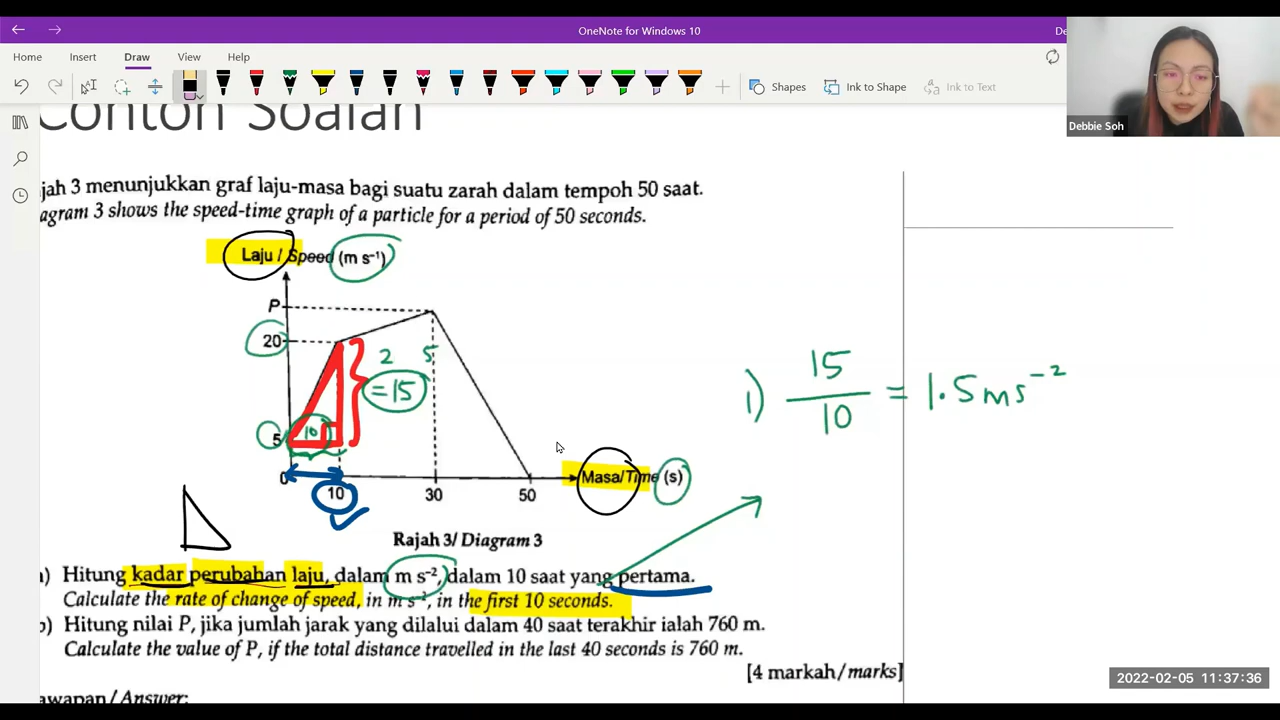 OneNote for Windows 10
De
Home Insert Draw View Help
Shapes Ink to Shape Ink to Text
Debbie Soh
Conton Soalan
jah 3 menunjukkan graf laju-masa bagi suatu zarah dalam tempoh 50 saat.
agram 3 shows the speed-time graph of a particle for a period of 50 seconds.
Laju / Speed (m s⁻¹)
P
20
2 5
= 15
5
10
0
10 30 50
Masa/Time (s)
i) 15/10 = 1.5 ms⁻²
Rajah 3/ Diagram 3
) Hitung kadar perubahan laju, dalam m s⁻², dalam 10 saat yang pertama.
Calculate the rate of change of speed, in m s⁻², in the first 10 seconds.
) Hitung nilai P, jika jumlah jarak yang dilalui dalam 40 saat terakhir ialah 760 m.
Calculate the value of P, if the total distance travelled in the last 40 seconds is 760 m.
[4 markah/marks]
awapan/Answer:
2022-02-05 11:37:36